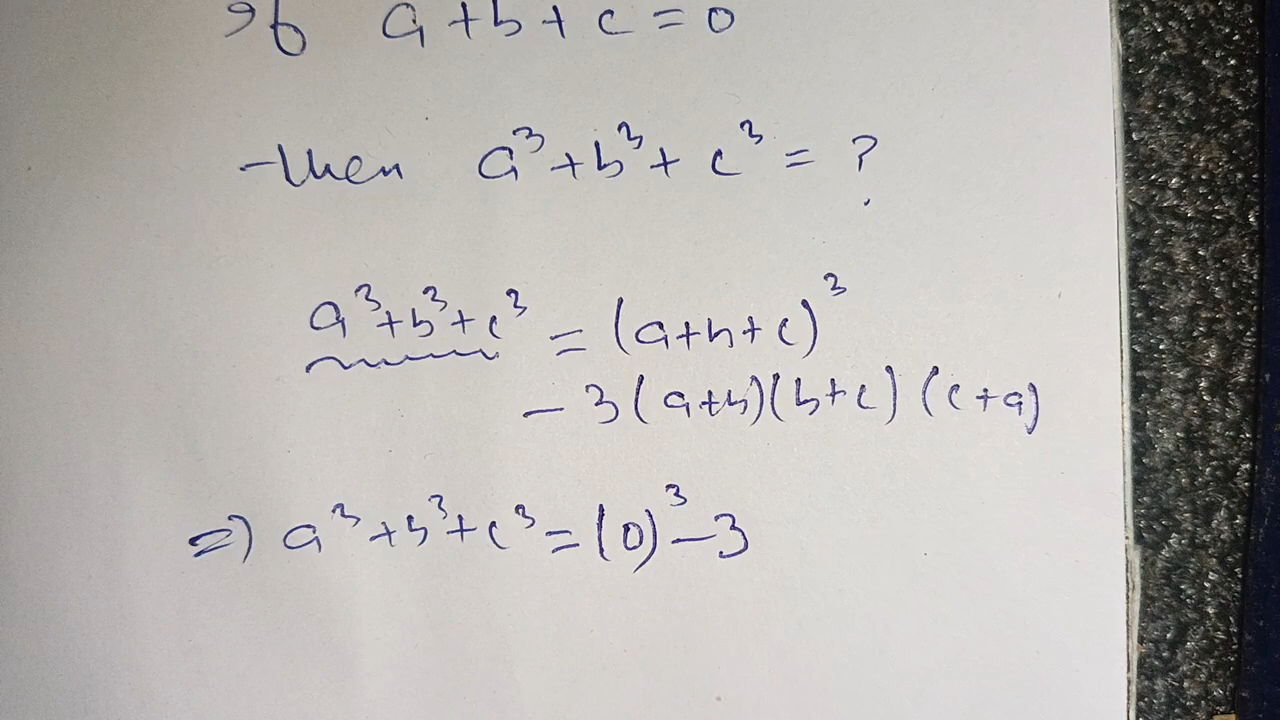 If a + b + c = 0
then a³ + b³ + c³ = ?
a³ + b³ + c³ = (a + b + c)³
- 3 (a + b) (b + c) (c + a)
=> a³ + b³ + c³ = (0)³ - 3